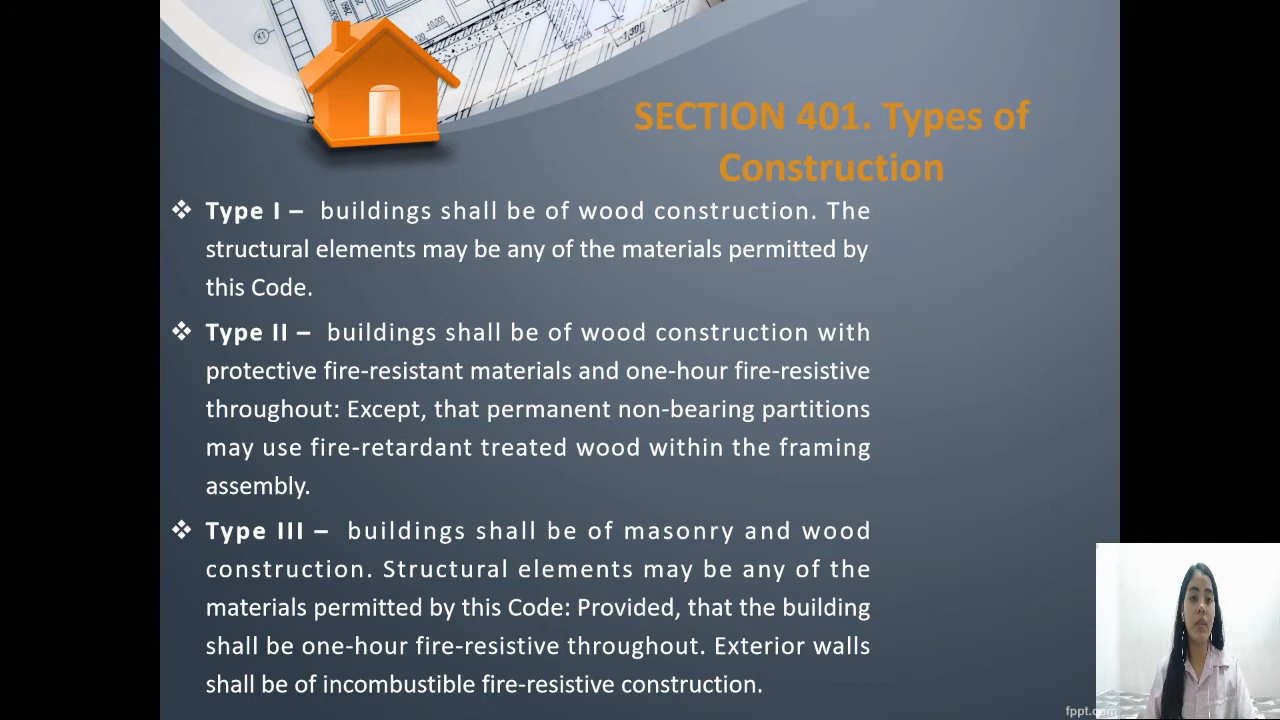 SECTION 401. Types of
Construction
❖ Type I – buildings shall be of wood construction. The
structural elements may be any of the materials permitted by
this Code.
❖ Type II – buildings shall be of wood construction with
protective fire-resistant materials and one-hour fire-resistive
throughout: Except, that permanent non-bearing partitions
may use fire-retardant treated wood within the framing
assembly.
❖ Type III – buildings shall be of masonry and wood
construction. Structural elements may be any of the
materials permitted by this Code: Provided, that the building
shall be one-hour fire-resistive throughout. Exterior walls
shall be of incombustible fire-resistive construction.